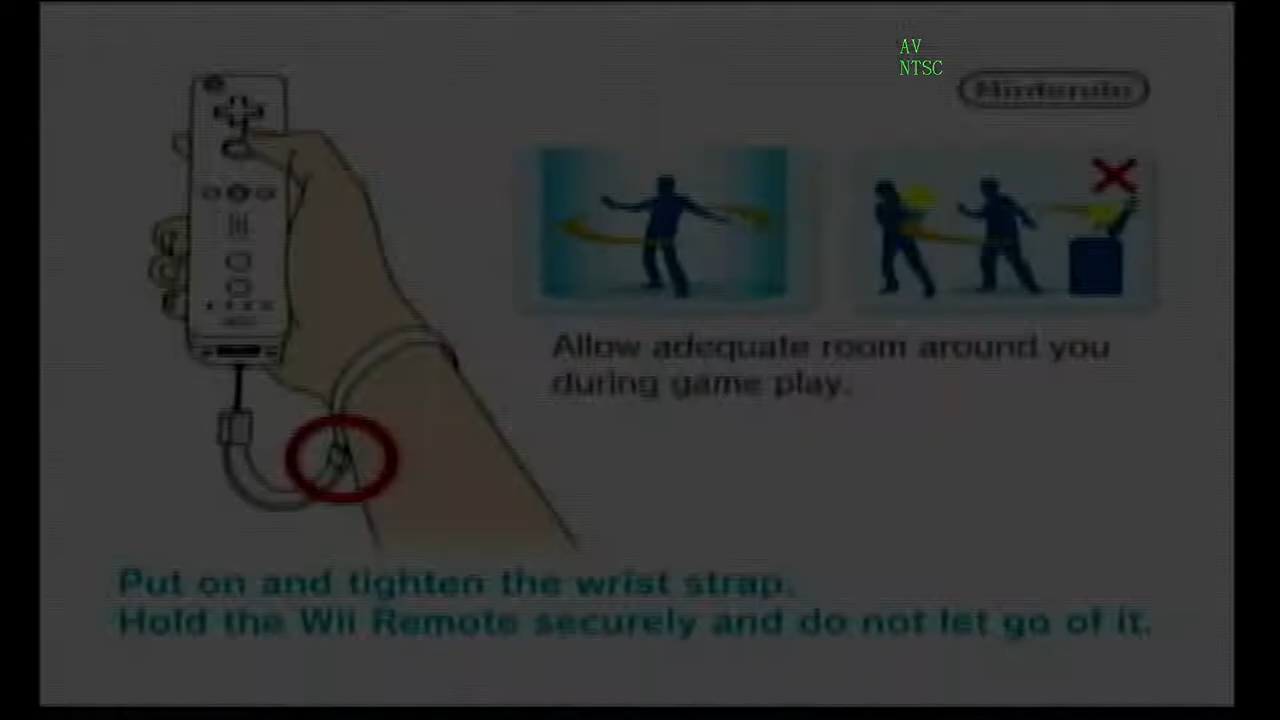 AV
NTSC
Nintendo
Allow adequate room around you
during game play.
Put on and tighten the wrist strap.
Hold the Wii Remote securely and do not let go of it.